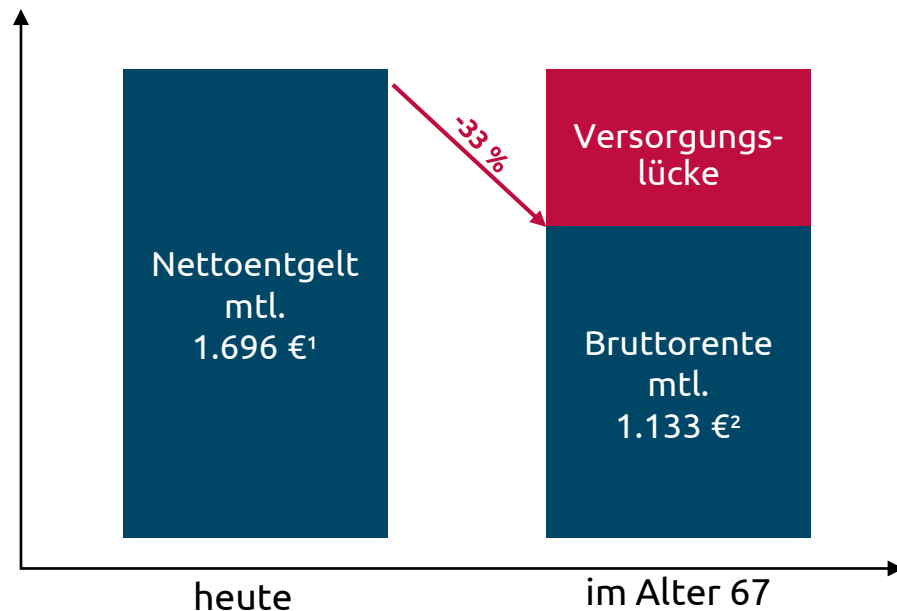 -33 %
Versorgungs-
lücke
Nettoentgelt
mtl.
1.696 €¹
Bruttorente
mtl.
1.133 €²
heute
im Alter 67